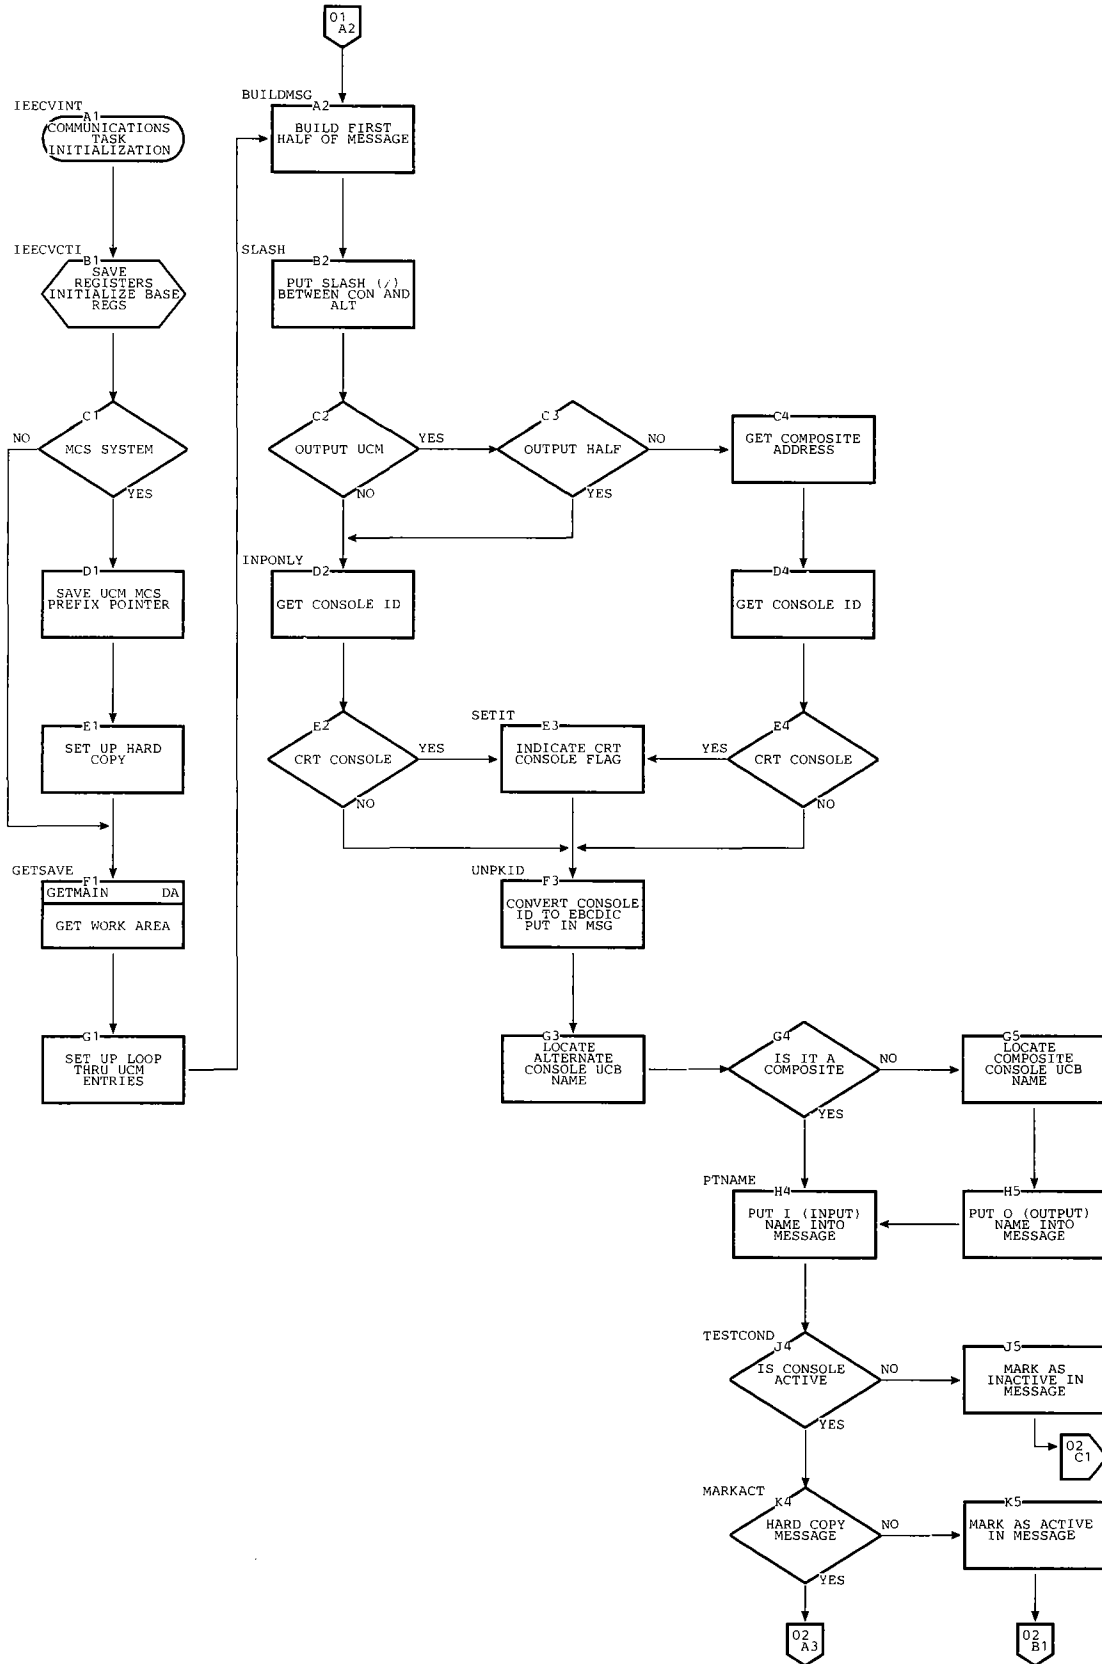 01
A2
IEECVINT
A1
COMMUNICATIONS
TASK
INITIALIZATION
BUILDMSG
A2
BUILD FIRST
HALF OF MESSAGE
IEECVCTI
B1
SAVE
REGISTERS
INITIALIZE BASE
REGS
SLASH
B2
PUT SLASH (/)
BETWEEN CON AND
ALT
C1
NO
MCS SYSTEM
YES
C2
OUTPUT UCM
YES
NO
C3
OUTPUT HALF
NO
YES
C4
GET COMPOSITE
ADDRESS
D1
SAVE UCM MCS
PREFIX POINTER
INPONLY
D2
GET CONSOLE ID
D4
GET CONSOLE ID
E1
SET UP HARD
COPY
E2
CRT CONSOLE
YES
NO
SETIT
E3
INDICATE CRT
CONSOLE FLAG
E4
YES
CRT CONSOLE
NO
GETSAVE
F1
GETMAIN DA
GET WORK AREA
UNPKID
F3
CONVERT CONSOLE
ID TO EBCDIC
PUT IN MSG
G1
SET UP LOOP
THRU UCM
ENTRIES
G3
LOCATE
ALTERNATE
CONSOLE UCB
NAME
G4
IS IT A
COMPOSITE
NO
YES
G5
LOCATE
COMPOSITE
CONSOLE UCB
NAME
PTNAME
H4
PUT I (INPUT)
NAME INTO
MESSAGE
H5
PUT O (OUTPUT)
NAME INTO
MESSAGE
TESTCOND
J4
IS CONSOLE
ACTIVE
NO
YES
J5
MARK AS
INACTIVE IN
MESSAGE
02
C1
MARKACT
K4
HARD COPY
MESSAGE
NO
YES
K5
MARK AS ACTIVE
IN MESSAGE
02
A3
02
B1